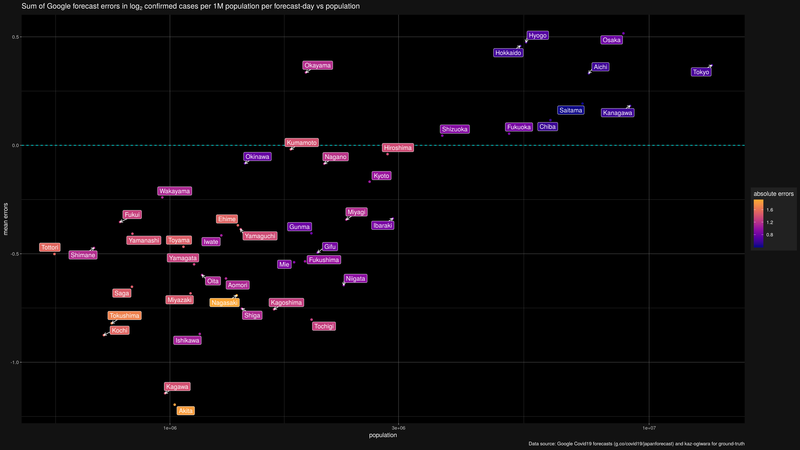 Sum of Google forecast errors in log2 confirmed cases per 1M population per forecast-day vs population
0.5
Hyogo
Osaka
Hokkaido
Okayama
Aichi
Tokyo
Saitama
Kanagawa
Shizuoka
Fukuoka
Chiba
0.0
Kumamoto
Hiroshima
Okinawa
Nagano
Kyoto
absolute errors
Wakayama
1.6
1.2
0.8
mean errors
Fukui
Ehime
Miyagi
Gunma
Ibaraki
Yamanashi
Toyama
Iwate
Yamaguchi
Tottori
Shimane
Gifu
-0.5
Yamagata
Mie
Fukushima
Oita
Aomori
Niigata
Saga
Miyazaki
Nagasaki
Kagoshima
Tokushima
Shiga
Kochi
Tochigi
Ishikawa
-1.0
Kagawa
Akita
1e+06
3e+06
1e+07
population
Data source: Google Covid19 forecasts (g.co/covid19/japanforecast) and kaz-ogiwara for ground-truth